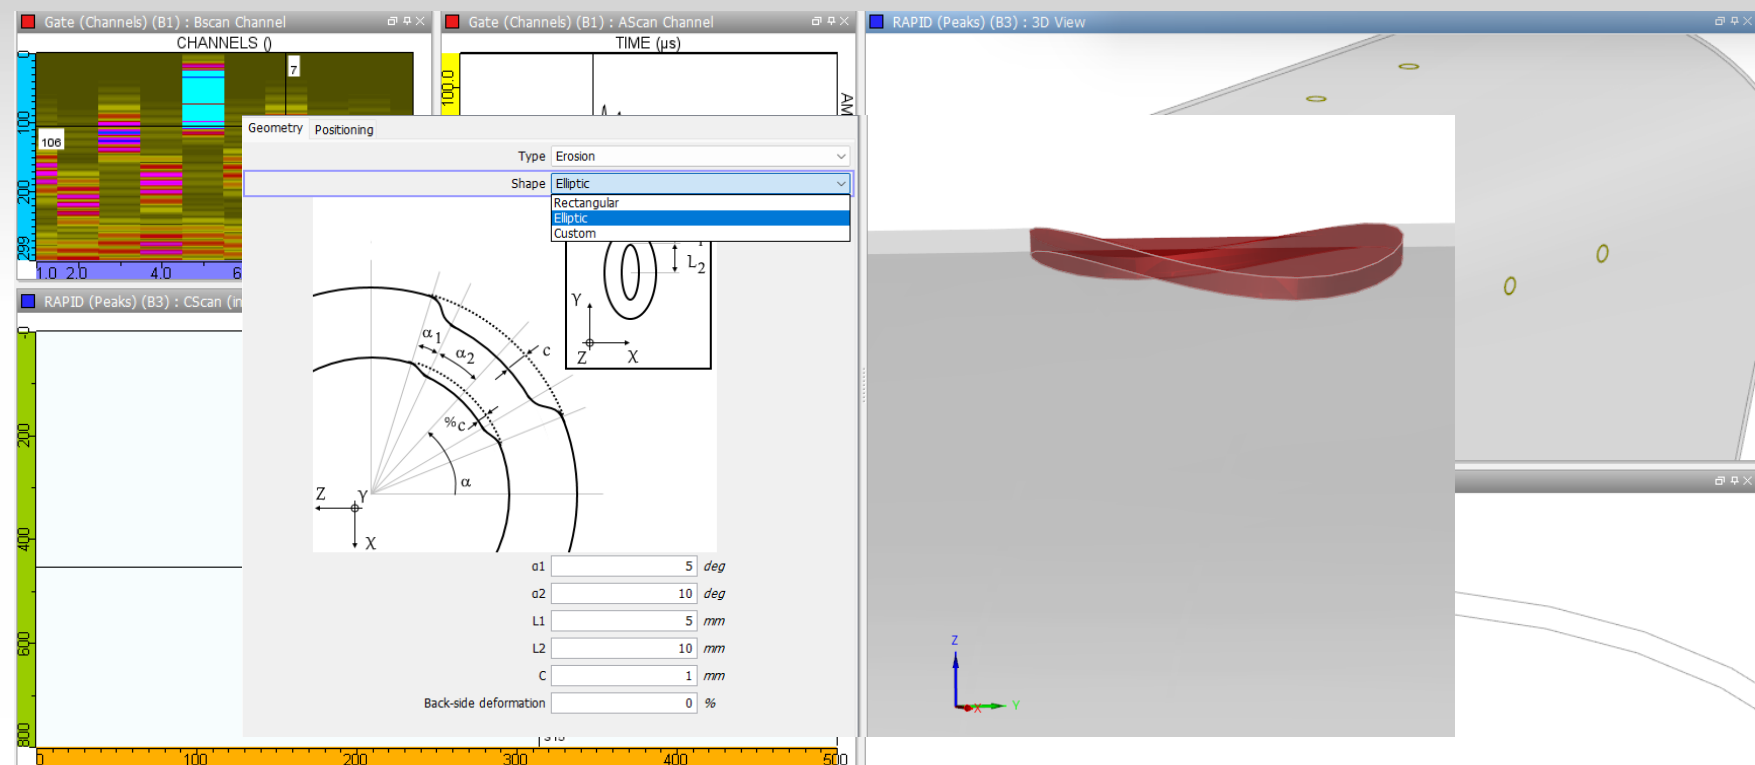 Gate (Channels) (B1) : Bscan Channel
CHANNELS ()
0
7
100
106
200
299
1.0 2.0 4.0 6
Gate (Channels) (B1) : AScan Channel
TIME (µs)
100.0
AM
RAPID (Peaks) (B3) : 3D View
Geometry Positioning
Type Erosion
Shape Elliptic
Rectangular
Elliptic
Custom
L2
Y
Z X
α1
α2
c
%c
α
Z Y
X
α1 5 deg
α2 10 deg
L1 5 mm
L2 10 mm
C 1 mm
Back-side deformation 0 %
RAPID (Peaks) (B3) : CScan (in
-0
200
400
600
800
0 100 200 300 400 500
Z
X Y